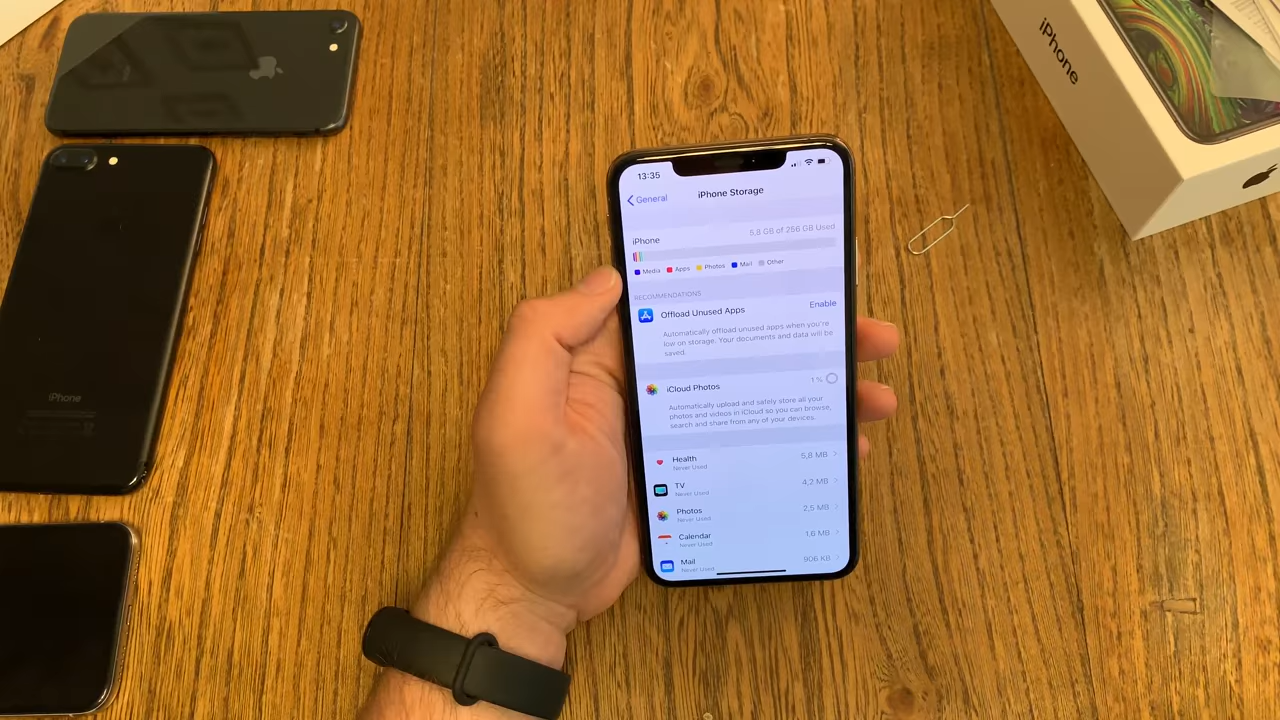 iPhone
iPhone
13:35
General
iPhone Storage
iPhone
5,8 GB of 256 GB Used
Media Apps Photos Mail Other
RECOMMENDATIONS
Offload Unused Apps Enable
Automatically offload unused apps when you're
low on storage. Your documents and data will be
saved.
iCloud Photos 1 %
Automatically upload and safely store all your
photos and videos in iCloud so you can browse,
search and share from any of your devices.
Health 5,8 MB
Never Used
TV 4,2 MB
Never Used
Photos 2,5 MB
Never Used
Calendar 1,6 MB
Never Used
Mail 906 KB
Never Used